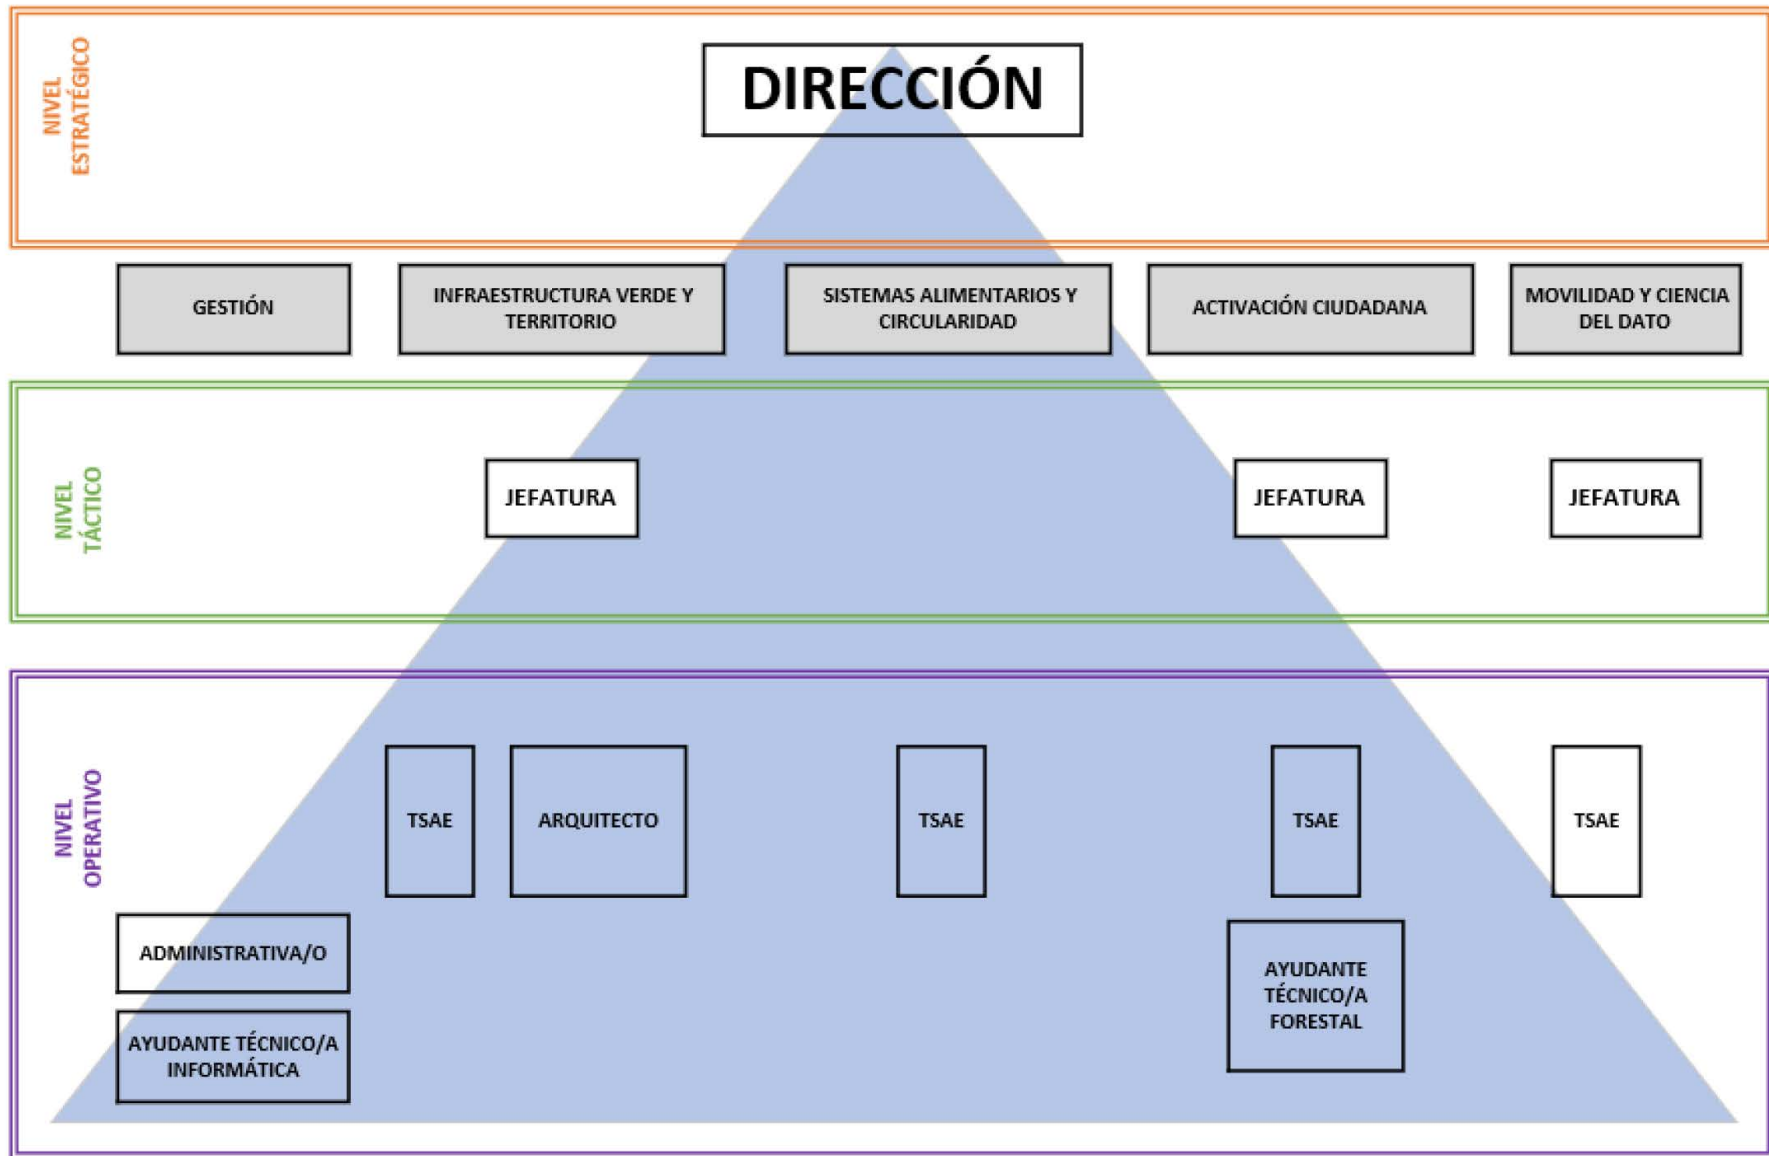 NIVEL
ESTRATÉGICO
DIRECCIÓN
GESTIÓN
INFRAESTRUCTURA VERDE Y
TERRITORIO
SISTEMAS ALIMENTARIOS Y
CIRCULARIDAD
ACTIVACIÓN CIUDADANA
MOVILIDAD Y CIENCIA
DEL DATO
NIVEL
TÁCTICO
JEFATURA
JEFATURA
JEFATURA
NIVEL
OPERATIVO
TSAE
ARQUITECTO
TSAE
TSAE
TSAE
ADMINISTRATIVA/O
AYUDANTE TÉCNICO/A
INFORMÁTICA
AYUDANTE
TÉCNICO/A
FORESTAL